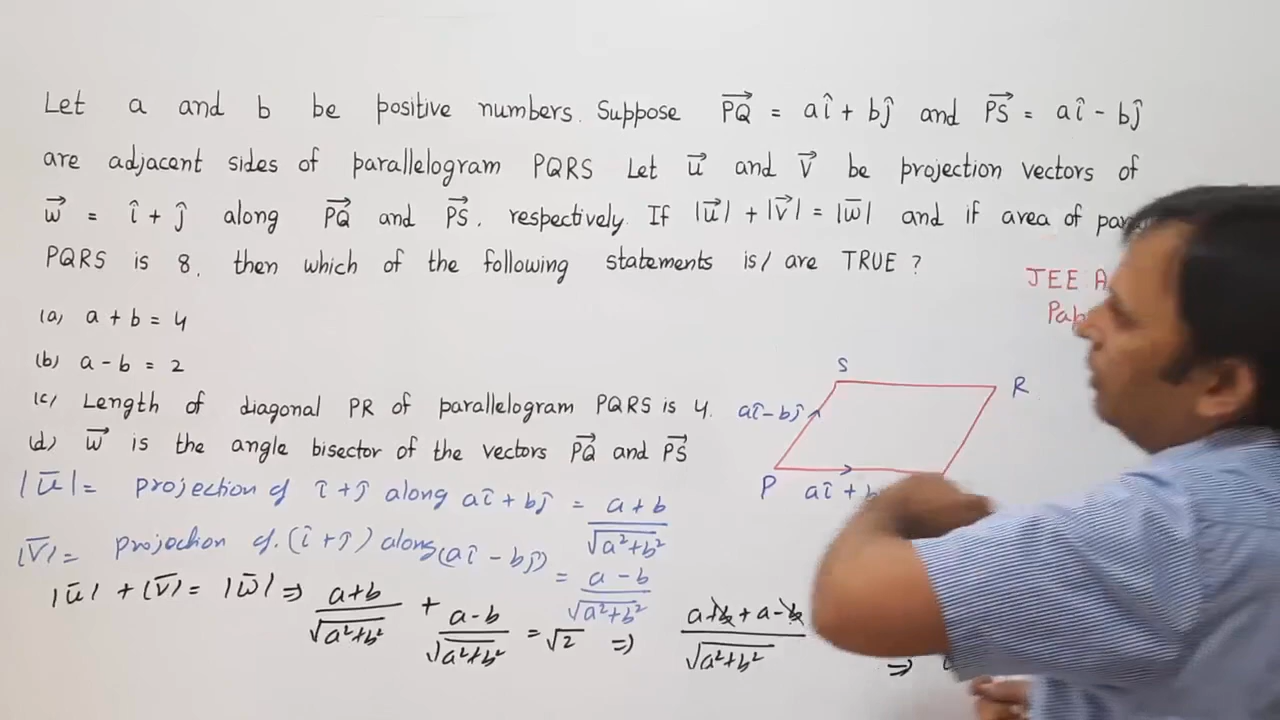 Let a and b be positive numbers. Suppose PQ⃗ = aî + bĵ and PS⃗ = aî - bĵ
are adjacent sides of parallelogram PQRS Let u⃗ and v⃗ be projection vectors of
w⃗ = î + ĵ along PQ⃗ and PS⃗, respectively. If |u⃗| + |v⃗| = |w̄| and if area of
PQRS is 8, then which of the following statements is/are TRUE ?
JEE
(a) a + b = 4
(b) a - b = 2
(c) Length of diagonal PR of parallelogram PQRS is 4.
(d) w⃗ is the angle bisector of the vectors PQ⃗ and PS⃗
S
R
aî - bĵ
P
aî +
|ū| = projection of î + ĵ along aî + bĵ = (a + b)/√(a² + b²)
|v̄| = projection of (î + ĵ) along (aî - bĵ) = (a - b)/√(a² + b²)
|ū| + |v̄| = |w̄| ⇒ (a + b)/√(a² + b²) + (a - b)/√(a² + b²) = √2 ⇒ (a + b + a - b)/√(a² + b²)
⇒